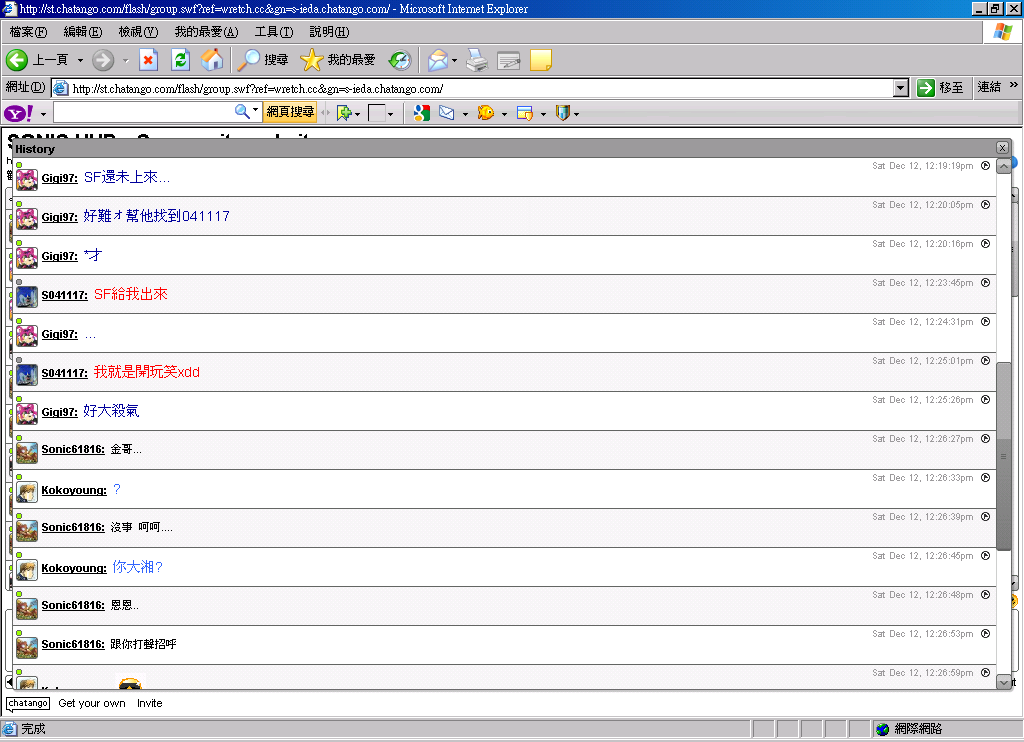 http://st.chatango.com/flash/group.swf?ref=wretch.cc&gn=s-ieda.chatango.com/ - Microsoft Internet Explorer
檔案(F) 編輯(E) 檢視(V) 我的最愛(A) 工具(T) 說明(H)
上一頁 搜尋 我的最愛
網址(D) http://st.chatango.com/flash/group.swf?ref=wretch.cc&gn=s-ieda.chatango.com/ 移至 連結 »
Y! 網頁搜尋
History x
Gigi97: SF還未上來... Sat Dec 12, 12:19:19pm
Gigi97: 好難ㄔ幫他找到041117 Sat Dec 12, 12:20:05pm
Gigi97: *才 Sat Dec 12, 12:20:16pm
S041117: SF給我出來 Sat Dec 12, 12:23:45pm
Gigi97: ... Sat Dec 12, 12:24:31pm
S041117: 我就是開玩笑xdd Sat Dec 12, 12:25:01pm
Gigi97: 好大殺氣 Sat Dec 12, 12:25:26pm
Sonic61816: 金哥... Sat Dec 12, 12:26:27pm
Kokoyoung: ? Sat Dec 12, 12:26:33pm
Sonic61816: 沒事 呵呵.... Sat Dec 12, 12:26:39pm
Kokoyoung: 你大湘? Sat Dec 12, 12:26:45pm
Sonic61816: 恩恩.. Sat Dec 12, 12:26:48pm
Sonic61816: 跟你打聲招呼 Sat Dec 12, 12:26:53pm
Sat Dec 12, 12:26:59pm
chatango Get your own Invite
完成 網際網路